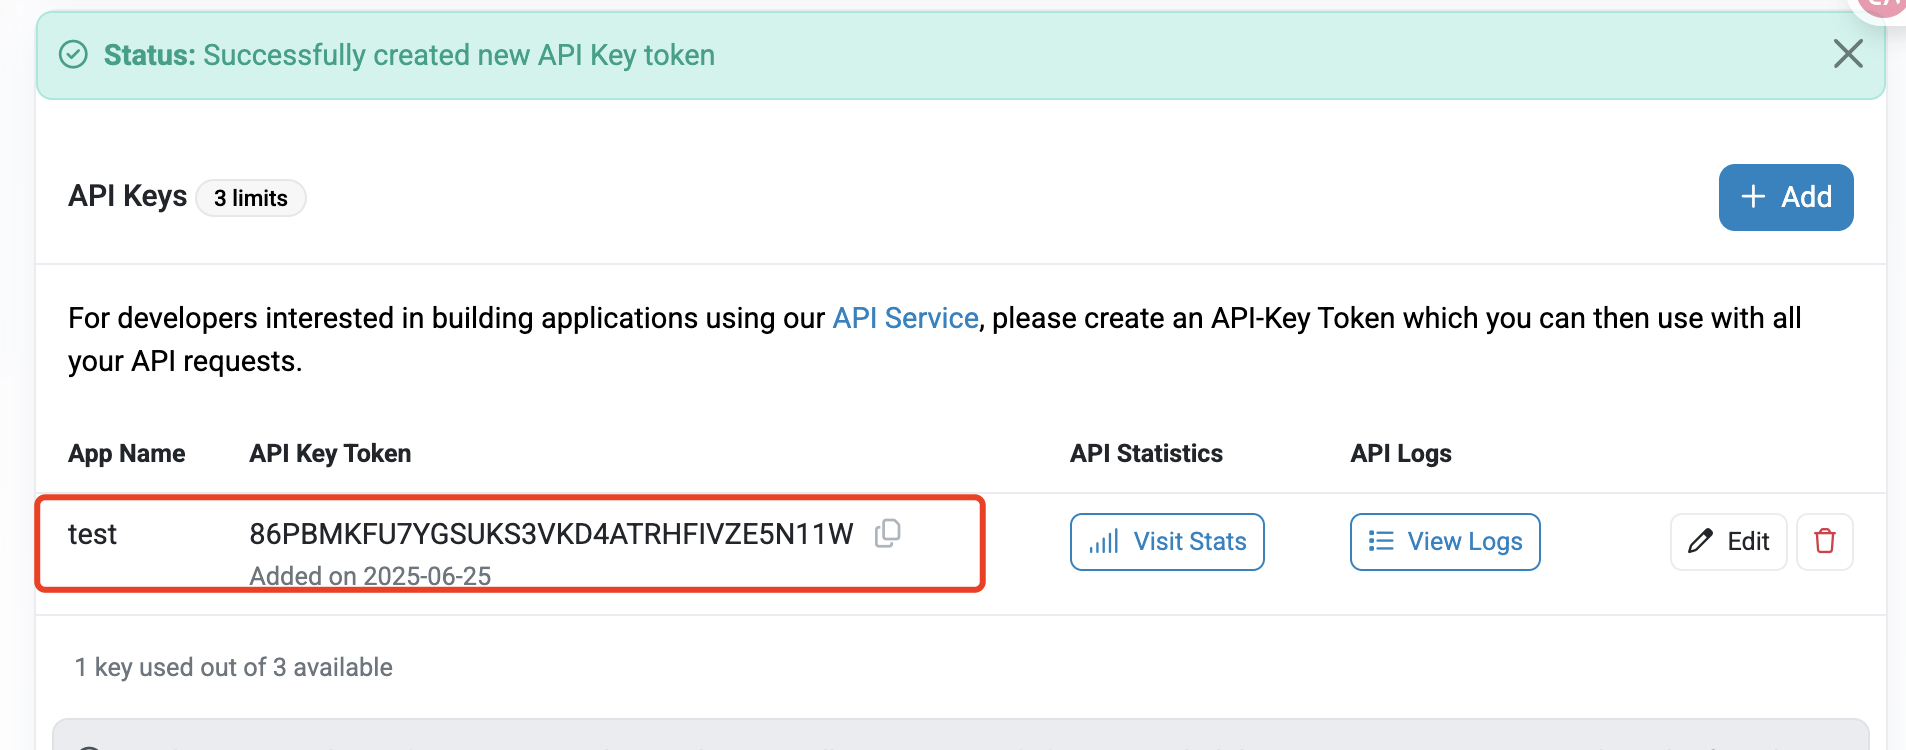 Status: Successfully created new API Key token
API Keys 3 limits
+ Add
For developers interested in building applications using our API Service, please create an API-Key Token which you can then use with all
your API requests.
App Name API Key Token API Statistics API Logs
test 86PBMKFU7YGSUKS3VKD4ATRHFIVZE5N11W Visit Stats View Logs Edit
Added on 2025-06-25
1 key used out of 3 available